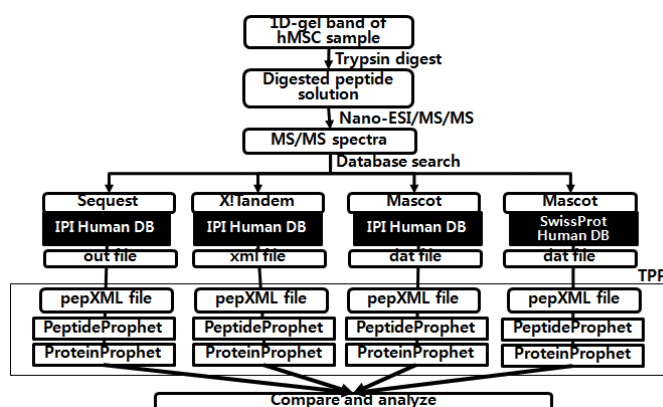 1D-gel band of
hMSC sample
Trypsin digest
Digested peptide
solution
Nano-ESI/MS/MS
MS/MS spectra
Database search
Sequest
X!Tandem
Mascot
Mascot
IPI Human DB
IPI Human DB
IPI Human DB
SwissProt
Human DB
out file
xml file
dat file
dat file
TPP
pepXML file
pepXML file
pepXML file
pepXML file
PeptideProphet
PeptideProphet
PeptideProphet
PeptideProphet
ProteinProphet
ProteinProphet
ProteinProphet
ProteinProphet
Compare and analyze